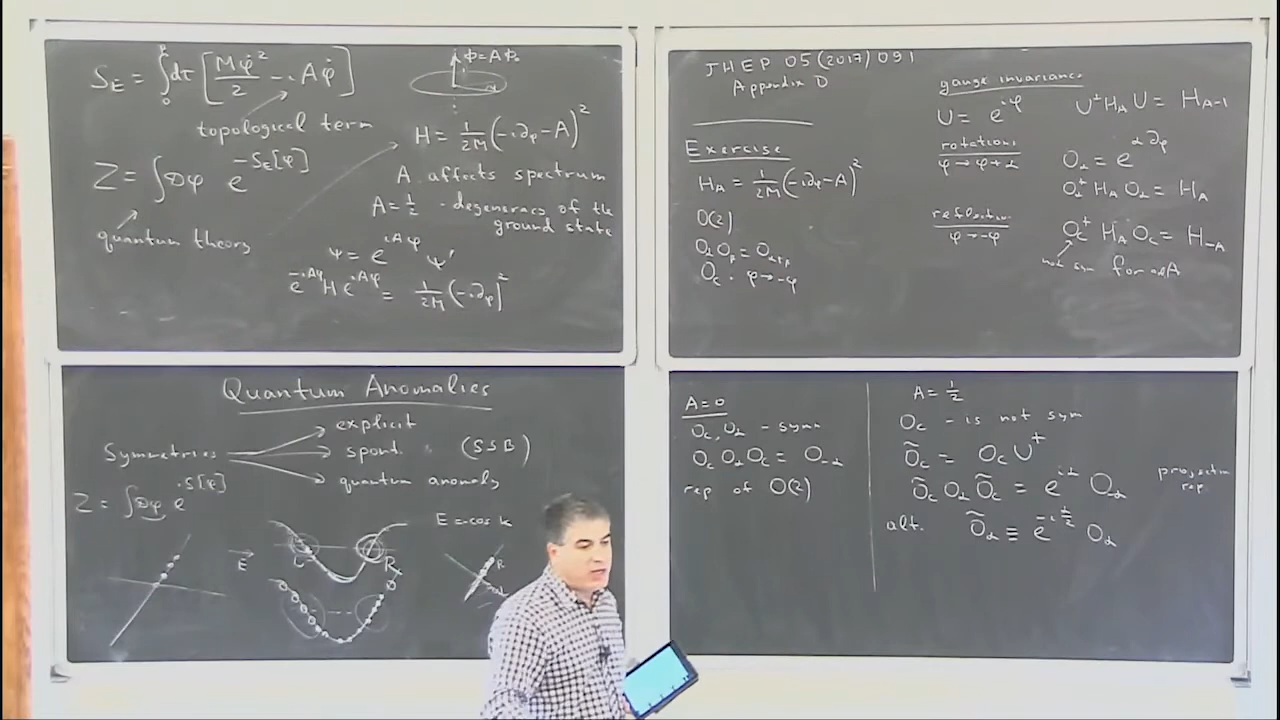 S_E = ∫₀^β dτ [Mφ̇²/2 − iAφ̇]
topological term
Z = ∫Dφ e^{−S_E[φ]}
quantum theory
Φ = AΦ₀
H = 1/2M (−i∂_φ − A)²
A affects spectrum
A = 1/2 - degeneracy of the
ground state
ψ = e^{iAφ} ψ'
e^{−iAφ} H e^{iAφ} = 1/2M (−i∂_φ)²
Quantum Anomalies
Symmetries
explicit
spont. (SSB)
quantum anomaly
Z = ∫Dφ e^{iS[φ]}
E
L
R
E = cos k
R
JHEP 05(2017)091
Appendix D
Exercise
H_A = 1/2M (−i∂_φ − A)²
O(2)
O_α O_β = O_{α+β}
O_c : φ → −φ
gauge invariance
U = e^{iφ} U⁺ H_A U = H_{A−1}
rotations
φ → φ + α
O_α = e^{α∂_φ}
O_α⁺ H_A O_α = H_A
reflection
φ → −φ
O_c⁺ H_A O_c = H_{−A}
not sym for all A
A = 0
O_c, O_α - symm
O_c O_α O_c = O_{−α}
rep of O(2)
A = 1/2
O_c - is not sym
Õ_c = O_c U⁺
Õ_c O_α Õ_c = e^{iα} O_{−α}
projective
rep.
alt. Õ_α ≡ e^{−iα/2} O_α